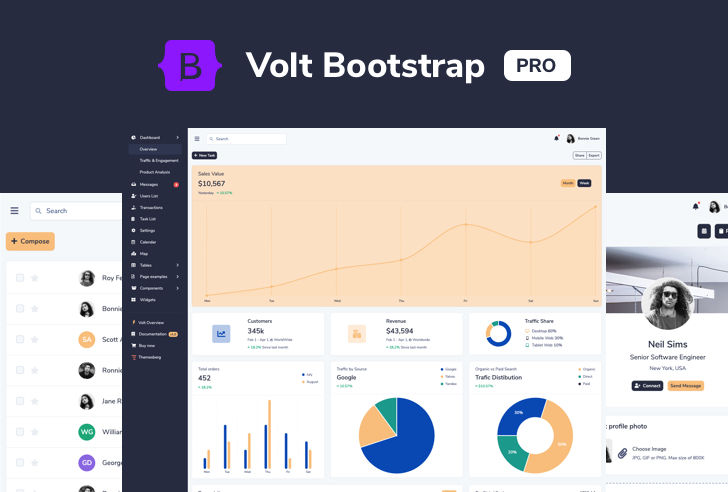 B
Volt Bootstrap PRO
Search
+ Compose
Roy Fe
Bonnie
SA Scott A
Ronnie
Jane R
WG William
GD George
Dashboard
Overview
Traffic & Engagement
Product Analysis
Messages
Users List
Transactions
Task List
Settings
Calendar
Map
Tables
Page examples
Components
Widgets
Volt Overview
Documentation
Buy now
Themesberg
Search
Bonnie Green
+ New Task
Share Export
Sales Value
$10,567
Yesterday 10.57%
Month Week
Mon Tue Wed Thu Fri Sat Sun
Customers
345k
Feb 1 - Apr 1, WorldWide
18.2% Since last month
Revenue
$43,594
Feb 1 - Apr 1, Worldwide
28.2% Since last month
Traffic Share
Desktop 60%
Mobile Web 30%
Tablet Web 10%
Total orders
452
18.2%
July
August
Mon Tue Wed Thu Fri Sat
Traffic by Source
Google
10.57%
Google
Yahoo
Yandex
Organic vs Paid Search
Trafic Distibution
$10.57%
Organic
Direct
Paid
30%
50%
20%
Neil Sims
Senior Software Engineer
New York, USA
Connect Send Message
profile photo
Choose Image
JPG, GIF or PNG. Max size of 800K